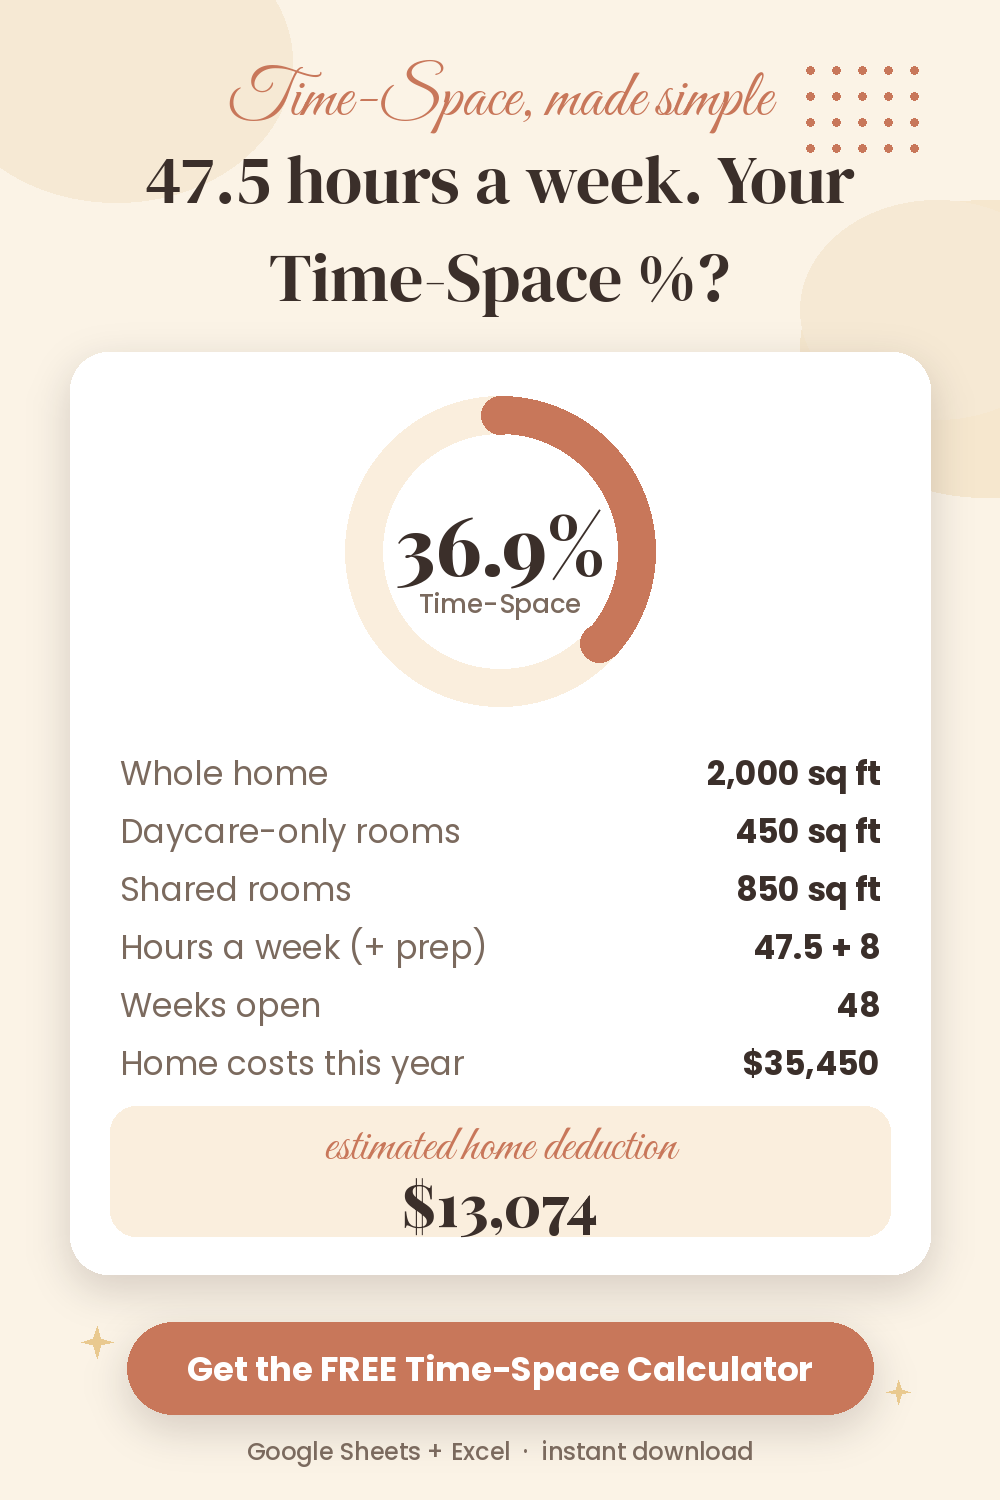 Time-Space, made simple
47.5 hours a week. Your
Time-Space %?
36.9%
Time-Space
Whole home 2,000 sq ft
Daycare-only rooms 450 sq ft
Shared rooms 850 sq ft
Hours a week (+ prep) 47.5 + 8
Weeks open 48
Home costs this year $35,450
estimated home deduction
$13,074
Get the FREE Time-Space Calculator
Google Sheets + Excel · instant download